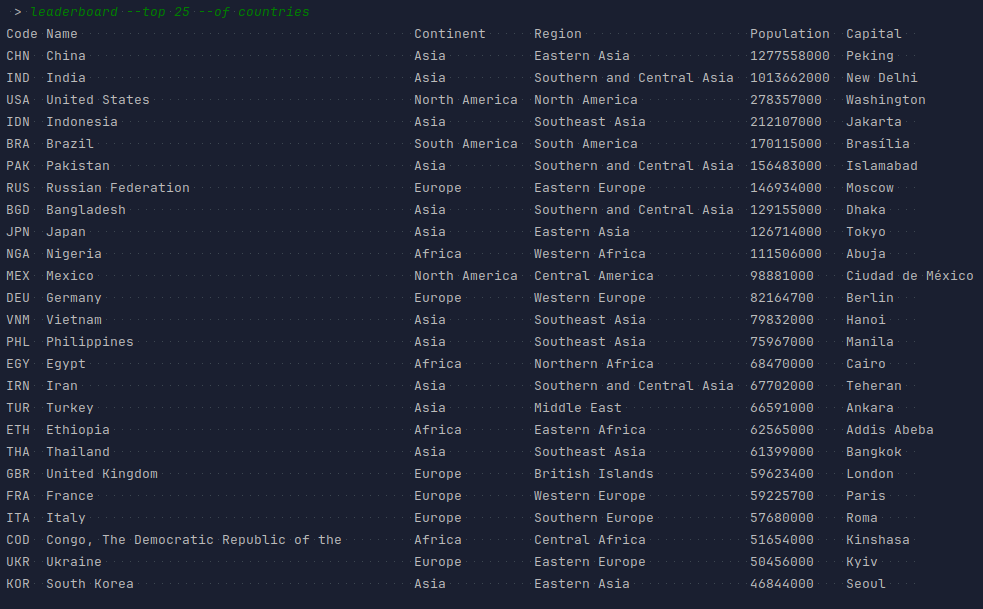 > leaderboard --top 25 --of countries
Code Name Continent Region Population Capital
CHN China Asia Eastern Asia 1277558000 Peking
IND India Asia Southern and Central Asia 1013662000 New Delhi
USA United States North America North America 278357000 Washington
IDN Indonesia Asia Southeast Asia 212107000 Jakarta
BRA Brazil South America South America 170115000 Brasília
PAK Pakistan Asia Southern and Central Asia 156483000 Islamabad
RUS Russian Federation Europe Eastern Europe 146934000 Moscow
BGD Bangladesh Asia Southern and Central Asia 129155000 Dhaka
JPN Japan Asia Eastern Asia 126714000 Tokyo
NGA Nigeria Africa Western Africa 111506000 Abuja
MEX Mexico North America Central America 98881000 Ciudad de México
DEU Germany Europe Western Europe 82164700 Berlin
VNM Vietnam Asia Southeast Asia 79832000 Hanoi
PHL Philippines Asia Southeast Asia 75967000 Manila
EGY Egypt Africa Northern Africa 68470000 Cairo
IRN Iran Asia Southern and Central Asia 67702000 Teheran
TUR Turkey Asia Middle East 66591000 Ankara
ETH Ethiopia Africa Eastern Africa 62565000 Addis Abeba
THA Thailand Asia Southeast Asia 61399000 Bangkok
GBR United Kingdom Europe British Islands 59623400 London
FRA France Europe Western Europe 59225700 Paris
ITA Italy Europe Southern Europe 57680000 Roma
COD Congo, The Democratic Republic of the Africa Central Africa 51654000 Kinshasa
UKR Ukraine Europe Eastern Europe 50456000 Kyiv
KOR South Korea Asia Eastern Asia 46844000 Seoul